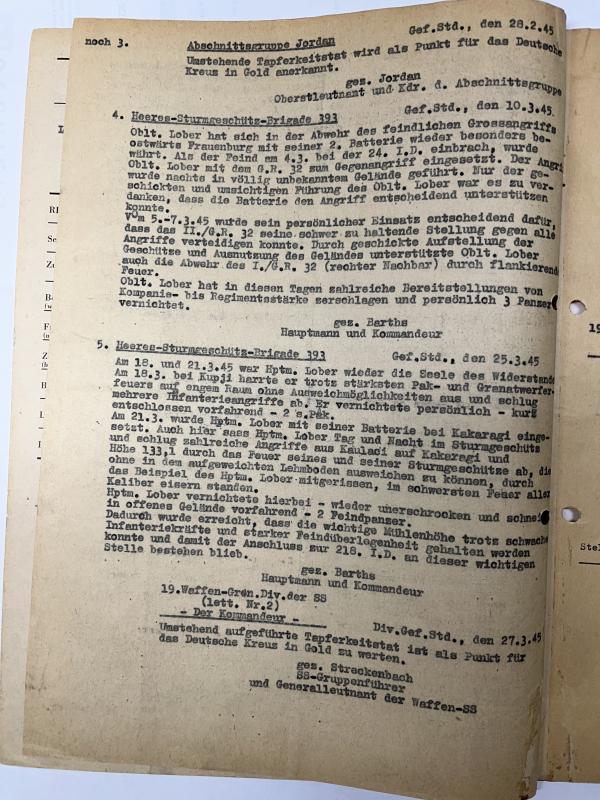 noch 3.
Abschnittsgruppe Jordan
Gef.Std., den 28.2.45
Umstehende Tapferkeitstat wird als Punkt für das Deutsche
Kreuz in Gold anerkannt.
gez. Jordan
Oberstleutnant und Kdr. d. Abschnittsgruppe
4. Heeres-Sturmgeschütz-Brigade 393
Gef.Std., den 10.3.45.
Oblt. Lober hat sich in der Abwehr des feindlichen Grossangriffs
ostwärts Frauenburg mit seiner 2. Batterie wieder besonders be-
währt. Als der Feind am 4.3. bei der 24. I.D. einbrach, wurde
Oblt. Lober mit dem G.R. 32 zum Gegenangriff eingesetzt. Der Angri
wurde nachts in völlig unbekanntem Gelände geführt. Nur der ge-
schickten und umsichtigen Führung des Oblt. Lober war es zu ver-
danken, dass die Batterie den Angriff entscheidend unterstützen
konnte.
Vom 5.-7.3.45 wurde sein persönlicher Einsatz entscheidend dafür,
dass das II./G.R. 32 seine schwer zu haltende Stellung gegen alle
Angriffe verteidigen konnte. Durch geschickte Aufstellung der
Geschütze und Ausnutzung des Geländes unterstützte Oblt. Lober
auch die Abwehr des I./G.R. 32 (rechter Nachbar) durch flankierend
Feuer.
Oblt. Lober hat in diesen Tagen zahlreiche Bereitstellungen von
Kompanie- bis Regimentsstärke zerschlagen und persönlich 3 Panzer
vernichtet.
gez. Barths
Hauptmann und Kommandeur
5. Heeres-Sturmgeschütz-Brigade 393
Gef.Std., den 25.3.45
Am 18. und 21.3.45 war Hptm. Lober wieder die Seele des Widerstands
Am 18.3. bei Kupji harrte er trotz stärksten Pak- und Granatwerfer-
feuers auf engem Raum ohne Ausweichmöglichkeiten aus und schlug
mehrere Infanterieangriffe ab. Er vernichtete persönlich - kurz
entschlossen vorfahrend - 2 s.Pak.
Am 21.3. wurde Hptm. Lober mit seiner Batterie bei Kakaragi einge-
setzt. Auch hier sass Hptm. Lober Tag und Nacht im Sturmgeschütz
und schlug zahlreiche Angriffe aus Kauladi auf Kakaragi und
Höhe 133,1 durch das Feuer seines und seiner Sturmgeschütze ab, die
ohne in dem aufgeweichten Lehmboden ausweichen zu können, durch
das Beispiel des Hptm. Lober mitgerissen, im schwersten Feuer aller
Kaliber eisern standen.
Hptm. Lober vernichtete hierbei - wieder unerschrocken und schnei
in offenes Gelände vorfahrend - 2 Feindpanzer.
Dadurch wurde erreicht, dass die wichtige Mühlenhöhe trotz schwache
Infanteriekräfte und starker Feindüberlegenheit gehalten werden
konnte und damit der Anschluss zur 218. I.D. an dieser wichtigen
Stelle bestehen blieb.
gez. Barths
Hauptmann und Kommandeur
19.Waffen-Gren.Div.der SS
(lett. Nr.2)
- Der Kommandeur -
Div.Gef.Std., den 27.3.45
Umstehend aufgeführte Tapferkeitstat ist als Punkt für
das Deutsche Kreuz in Gold zu werten.
gez. Streckenbach
SS-Gruppenführer
und Generalleutnant der Waffen-SS
19
Stel